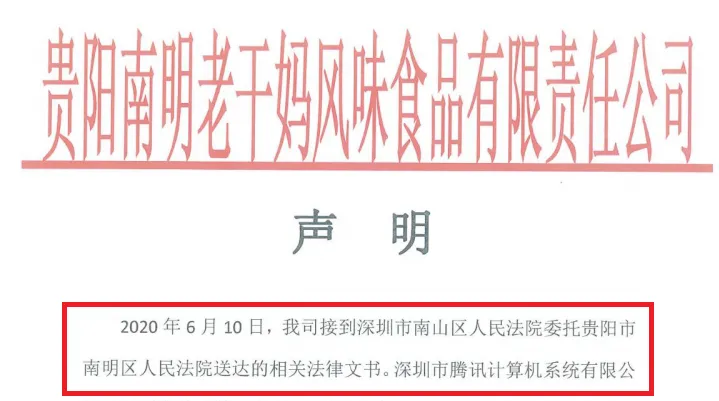 贵阳南明老干妈风味食品有限责任公司
声 明
2020 年 6 月 10 日，我司接到深圳市南山区人民法院委托贵阳市
南明区人民法院送达的相关法律文书。深圳市腾讯计算机系统有限公